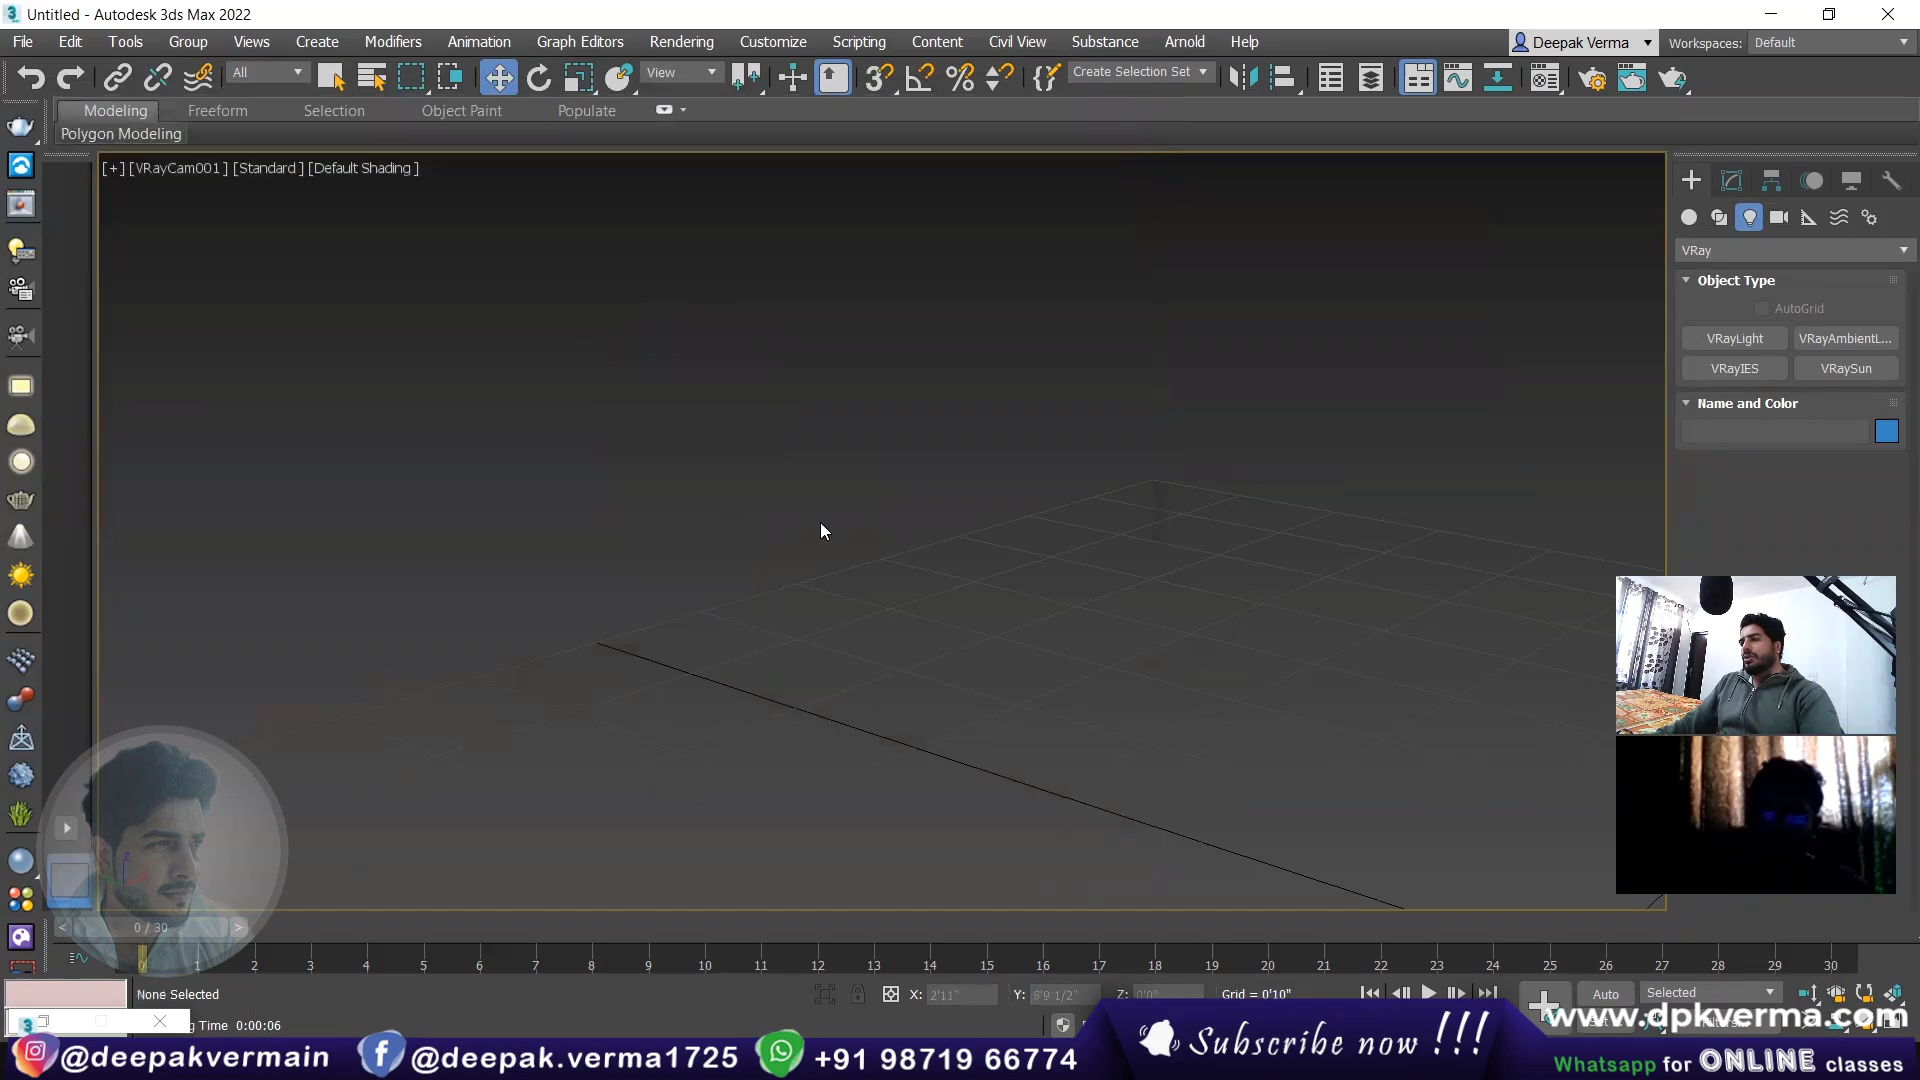 Untitled - Autodesk 3ds Max 2022
File Edit Tools Group Views Create Modifiers Animation Graph Editors Rendering Customize Scripting Content Civil View Substance Arnold Help
Deepak Verma Workspaces: Default
All View Create Selection Set
Modeling Freeform Selection Object Paint Populate
Polygon Modeling
[+] [VRayCam001] [Standard] [Default Shading]
VRay
Object Type
AutoGrid
VRayLight VRayAmbientL...
VRayIES VRaySun
Name and Color
< 0 / 30 >
0 1 2 3 4 5 6 7 8 9 10 11 12 13 14 15 16 17 18 19 20 21 22 23 24 25 26 27 28 29 30
None Selected X: 2'11" Y: 5'9 1/2" Z: 0'0" Grid = 0'10" Auto Selected
Time 0:00:06
www.dpkverma.com
@deepakvermain @deepak.verma1725 +91 98719 66774
Subscribe now !!!
Whatsapp for ONLINE classes